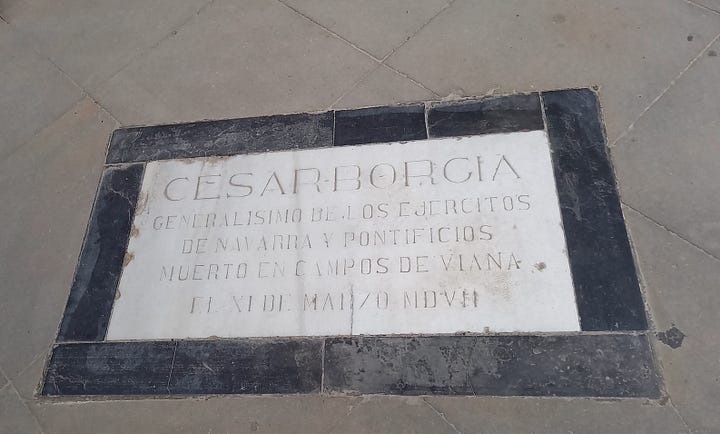 CESAR·BORGIA
GENERALISIMO DE LOS EJERCITOS
DE NAVARRA Y PONTIFICIOS
MUERTO EN CAMPOS DE VIANA
EL XI DE MARZO MDVII